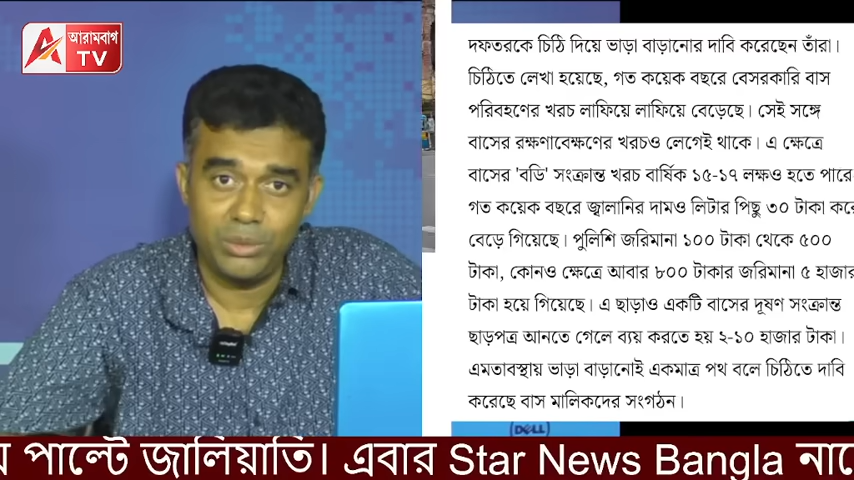 আরামবাগ
TV
দফতরকে চিঠি দিয়ে ভাড়া বাড়ানোর দাবি করেছেন তাঁরা।
চিঠিতে লেখা হয়েছে, গত কয়েক বছরে বেসরকারি বাস
পরিবহণের খরচ লাফিয়ে লাফিয়ে বেড়েছে। সেই সঙ্গে
বাসের রক্ষণাবেক্ষণের খরচও লেগেই থাকে। এ ক্ষেত্রে
বাসের 'বডি' সংক্রান্ত খরচ বার্ষিক ১৫-১৭ লক্ষও হতে পারে
গত কয়েক বছরে জ্বালানির দামও লিটার পিছু ৩০ টাকা করে
বেড়ে গিয়েছে। পুলিশি জরিমানা ১০০ টাকা থেকে ৫০০
টাকা, কোনও ক্ষেত্রে আবার ৮০০ টাকার জরিমানা ৫ হাজার
টাকা হয়ে গিয়েছে। এ ছাড়াও একটি বাসের দূষণ সংক্রান্ত
ছাড়পত্র আনতে গেলে ব্যয় করতে হয় ২-১০ হাজার টাকা।
এমতাবস্থায় ভাড়া বাড়ানোই একমাত্র পথ বলে চিঠিতে দাবি
করেছে বাস মালিকদের সংগঠন।
DELL
পাল্টে জালিয়াতি। এবার Star News Bangla